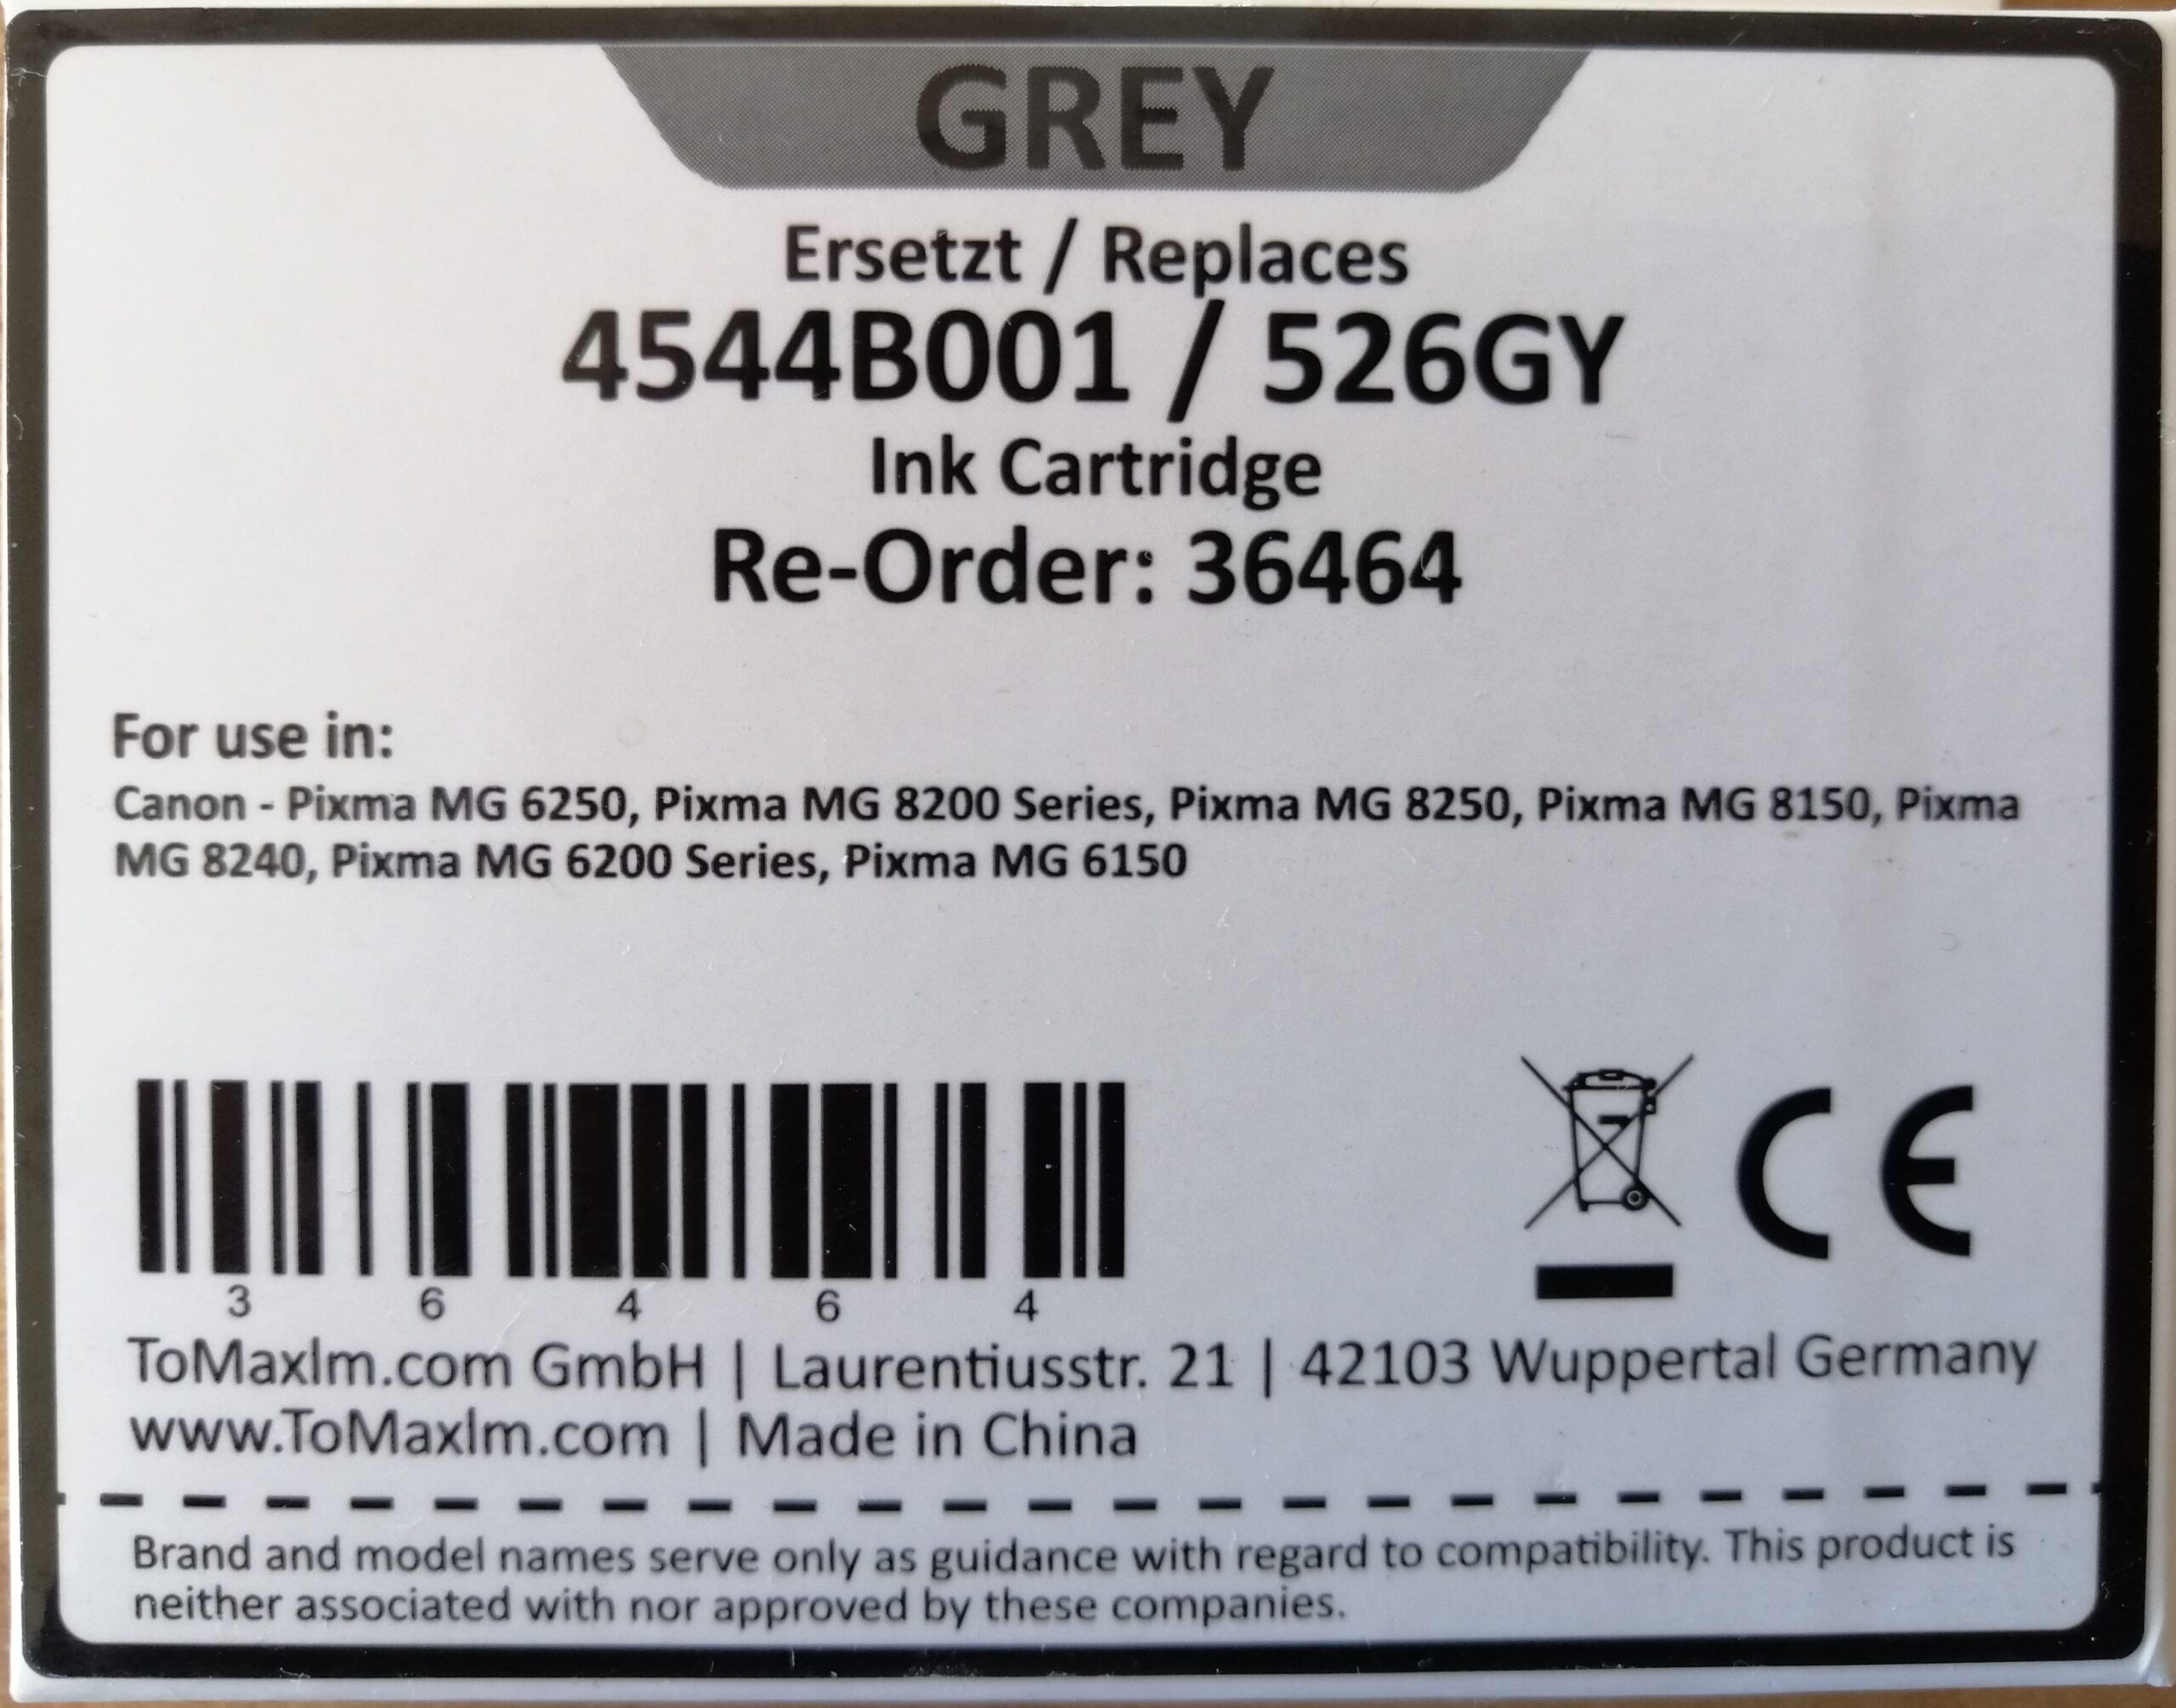 GREY
Ersetzt / Replaces
4544B001 / 526GY
Ink Cartridge
Re-Order: 36464
For use in:
Canon - Pixma MG 6250, Pixma MG 8200 Series, Pixma MG 8250, Pixma MG 8150, Pixma
MG 8240, Pixma MG 6200 Series, Pixma MG 6150
CE
3 6 4 6 4
ToMaxlm.com GmbH | Laurentiusstr. 21 | 42103 Wuppertal Germany
www.ToMaxlm.com | Made in China
Brand and model names serve only as guidance with regard to compatibility. This product is
neither associated with nor approved by these companies.